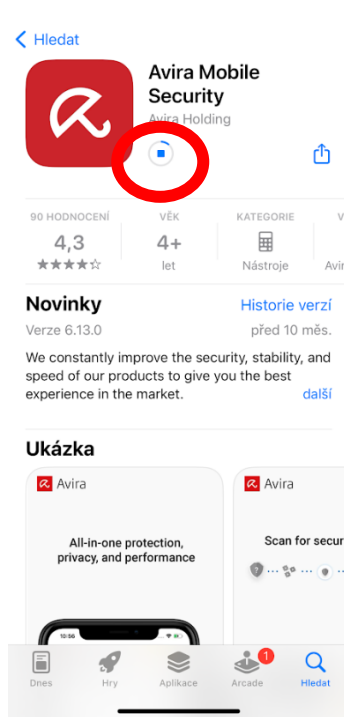 Hledat
Avira Mobile
Security
Avira Holding
90 HODNOCENÍ
VĚK
KATEGORIE
4,3
4+
let
Nástroje
Novinky
Historie verzí
Verze 6.13.0
před 10 měs.
We constantly improve the security, stability, and
speed of our products to give you the best
experience in the market.
další
Ukázka
Avira
All-in-one protection,
privacy, and performance
10:56
Avira
Scan for secur
Dnes
Hry
Aplikace
Arcade
1
Hledat